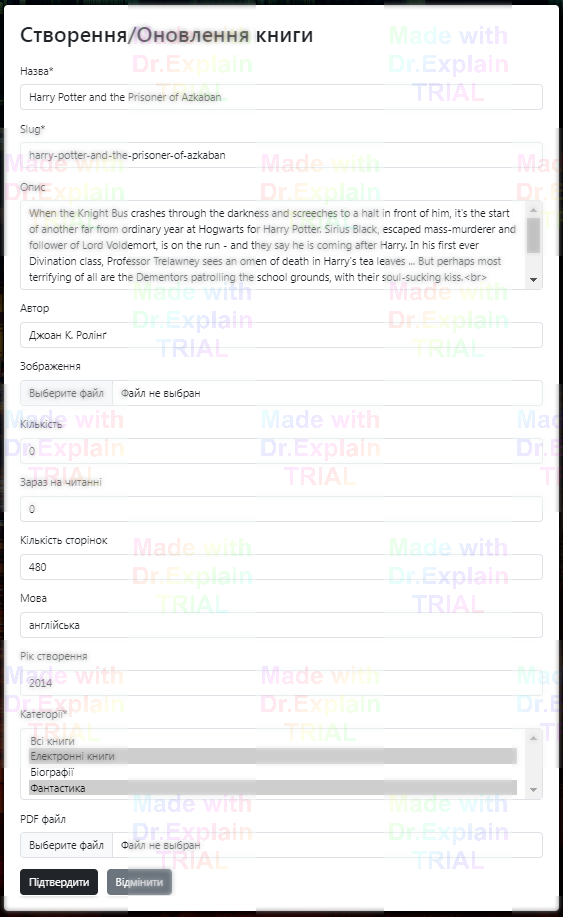 Створення/Оновлення книги
Назва*
Harry Potter and the Prisoner of Azkaban
Slug*
harry-potter-and-the-prisoner-of-azkaban
Опис
When the Knight Bus crashes through the darkness and screeches to a halt in front of him, it's the start
of another far from ordinary year at Hogwarts for Harry Potter. Sirius Black, escaped mass-murderer and
follower of Lord Voldemort, is on the run - and they say he is coming after Harry. In his first ever
Divination class, Professor Trelawney sees an omen of death in Harry's tea leaves ... But perhaps most
terrifying of all are the Dementors patrolling the school grounds, with their soul-sucking kiss.<br>
Автор
Джоан К. Ролінґ
Зображення
Выберите файл Файл не выбран
Кількість
0
Зараз на читанні
0
Кількість сторінок
480
Мова
англійська
Рік створення
2014
Категорії*
Всі книги
Електронні книги
Біографії
Фантастика
PDF файл
Выберите файл Файл не выбран
Підтвердити Відмінити
Made with
Dr.Explain
TRIAL